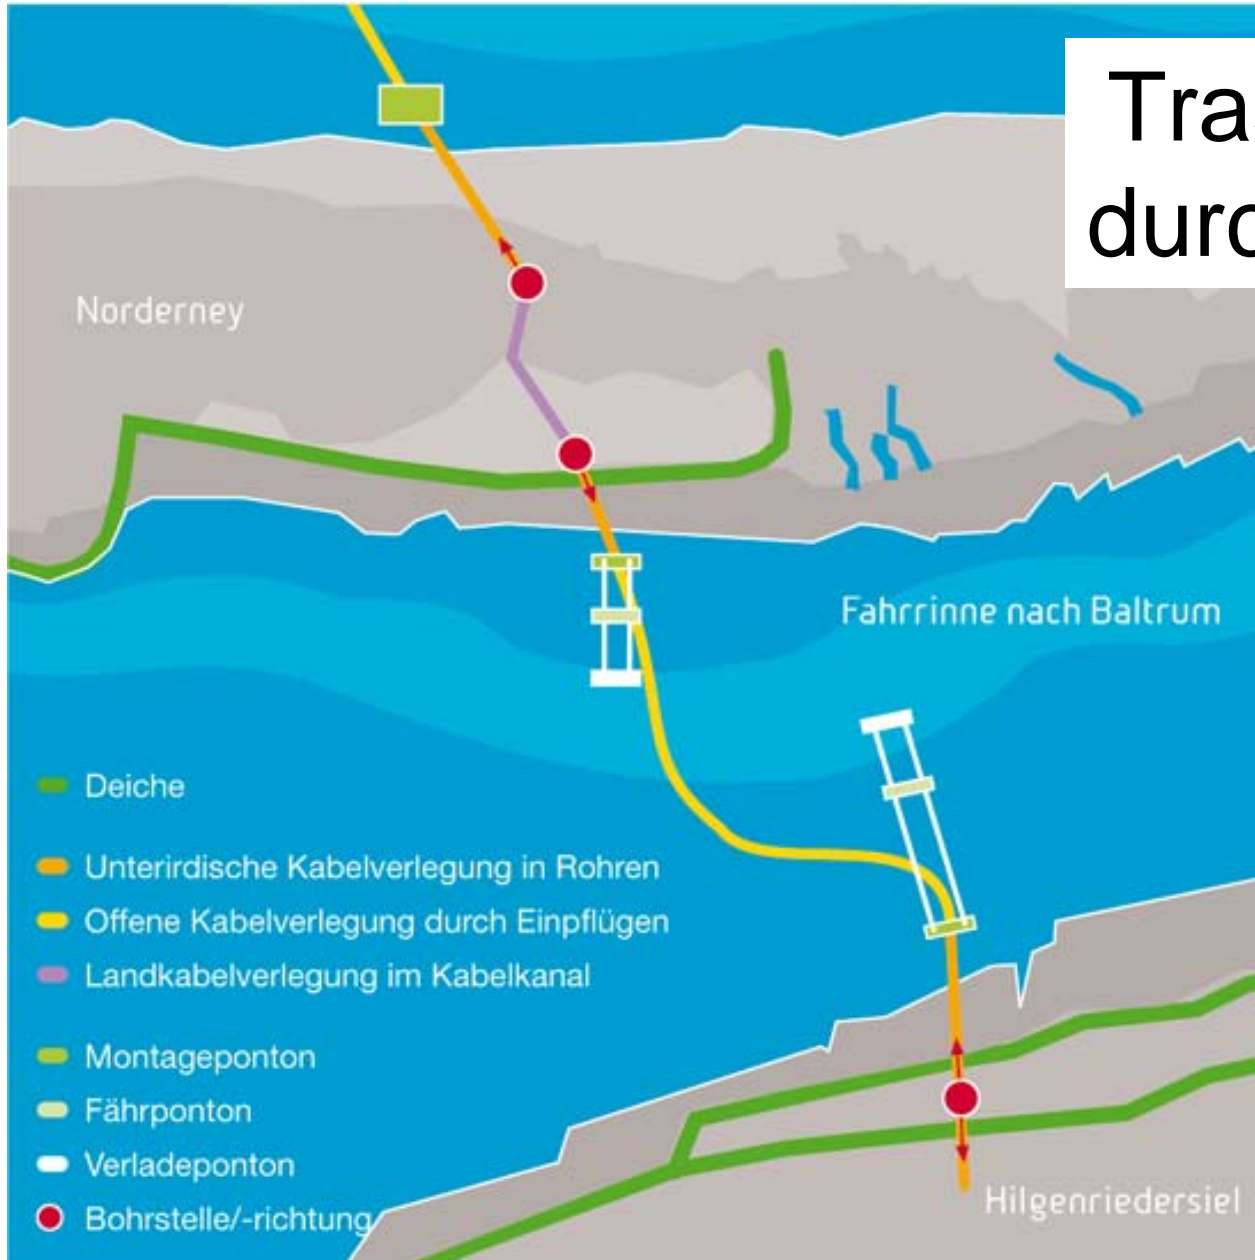 Norderney
Fahrrinne nach Baltrum
Deiche
Unterirdische Kabelverlegung in Rohren
Offene Kabelverlegung durch Einpflügen
Landkabelverlegung im Kabelkanal
Montageponton
Fährponton
Verladeponton
Bohrstelle/-richtung
Hilgenriedersiel